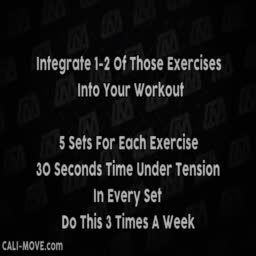 Integrate 1-2 Of Those Exercises
Into Your Workout
5 Sets For Each Exercise
30 Seconds Time Under Tension
In Every Set
Do This 3 Times A Week
CALI-MOVE.com